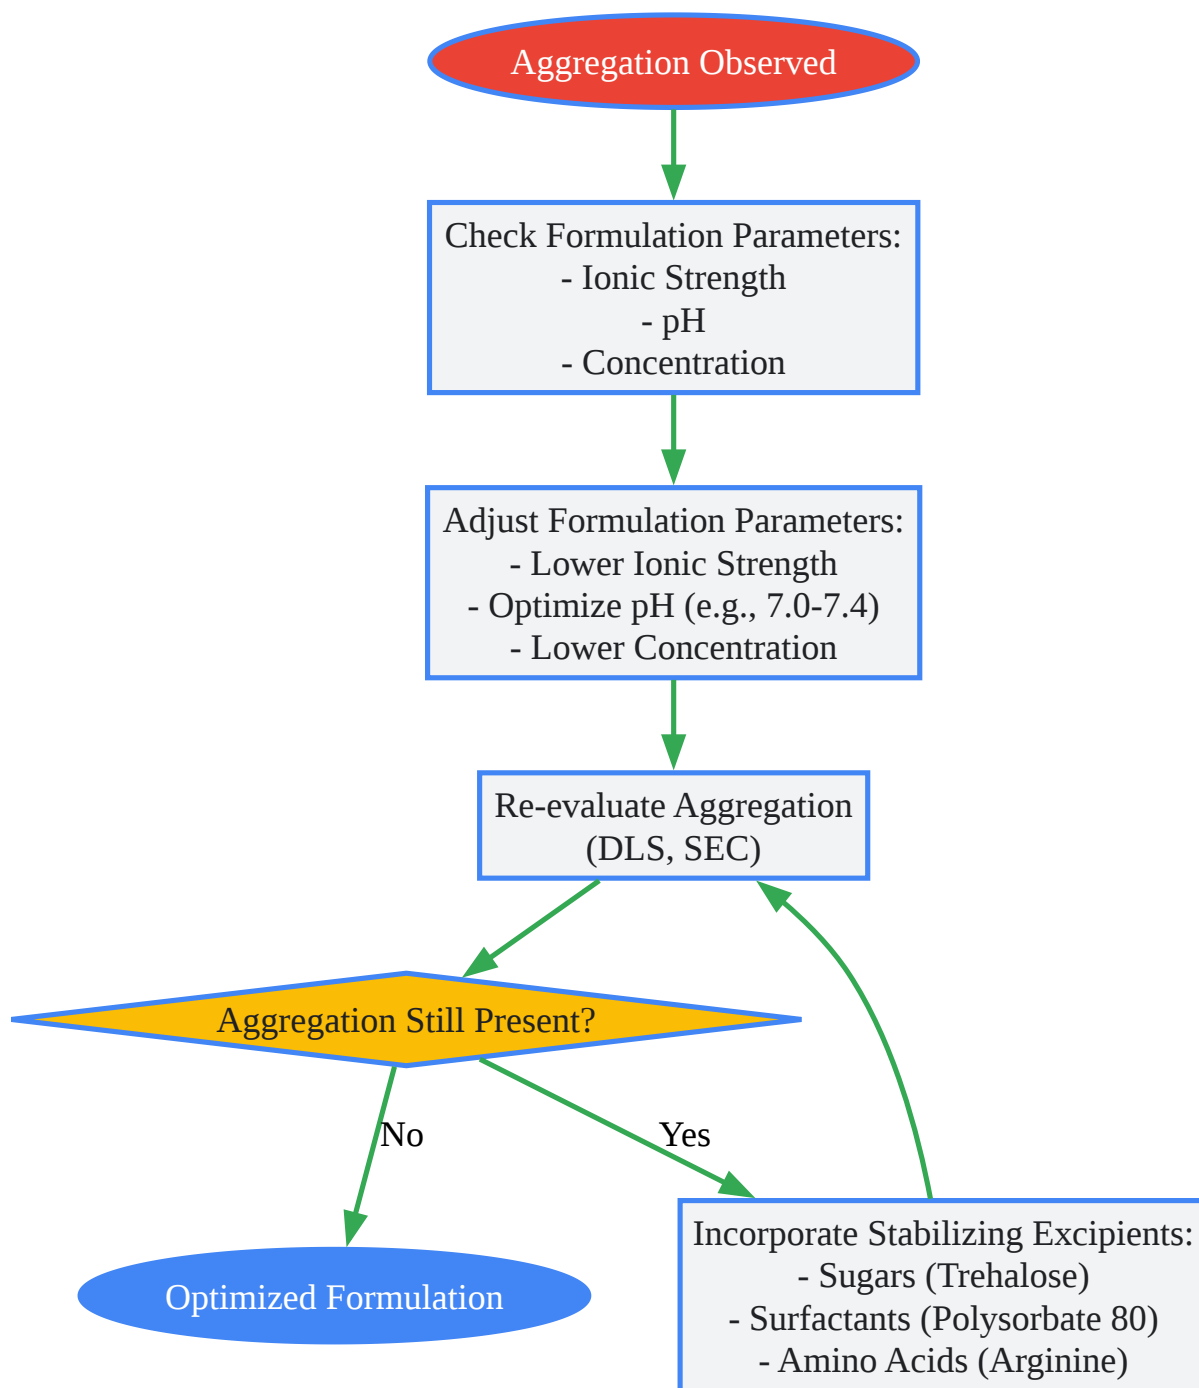 Aggregation Observed
Check Formulation Parameters:
- Ionic Strength
- pH
- Concentration
Adjust Formulation Parameters:
- Lower Ionic Strength
- Optimize pH (e.g., 7.0-7.4)
- Lower Concentration
Re-evaluate Aggregation
(DLS, SEC)
Aggregation Still Present?
No
Yes
Optimized Formulation
Incorporate Stabilizing Excipients:
- Sugars (Trehalose)
- Surfactants (Polysorbate 80)
- Amino Acids (Arginine)